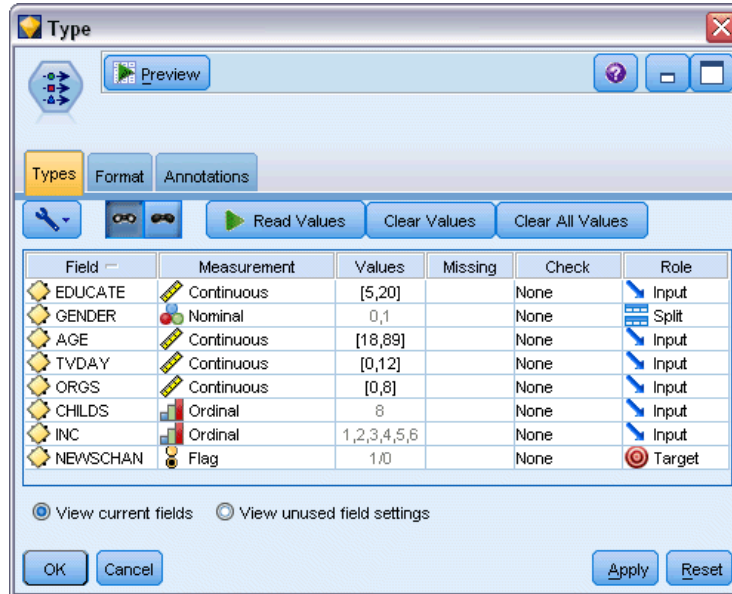 Type
Preview
Types Format Annotations
Read Values Clear Values Clear All Values
Field Measurement Values Missing Check Role
EDUCATE Continuous [5,20] None Input
GENDER Nominal 0,1 None Split
AGE Continuous [18,89] None Input
TVDAY Continuous [0,12] None Input
ORGS Continuous [0,8] None Input
CHILDS Ordinal 8 None Input
INC Ordinal 1,2,3,4,5,6 None Input
NEWSCHAN Flag 1/0 None Target
View current fields View unused field settings
OK Cancel Apply Reset